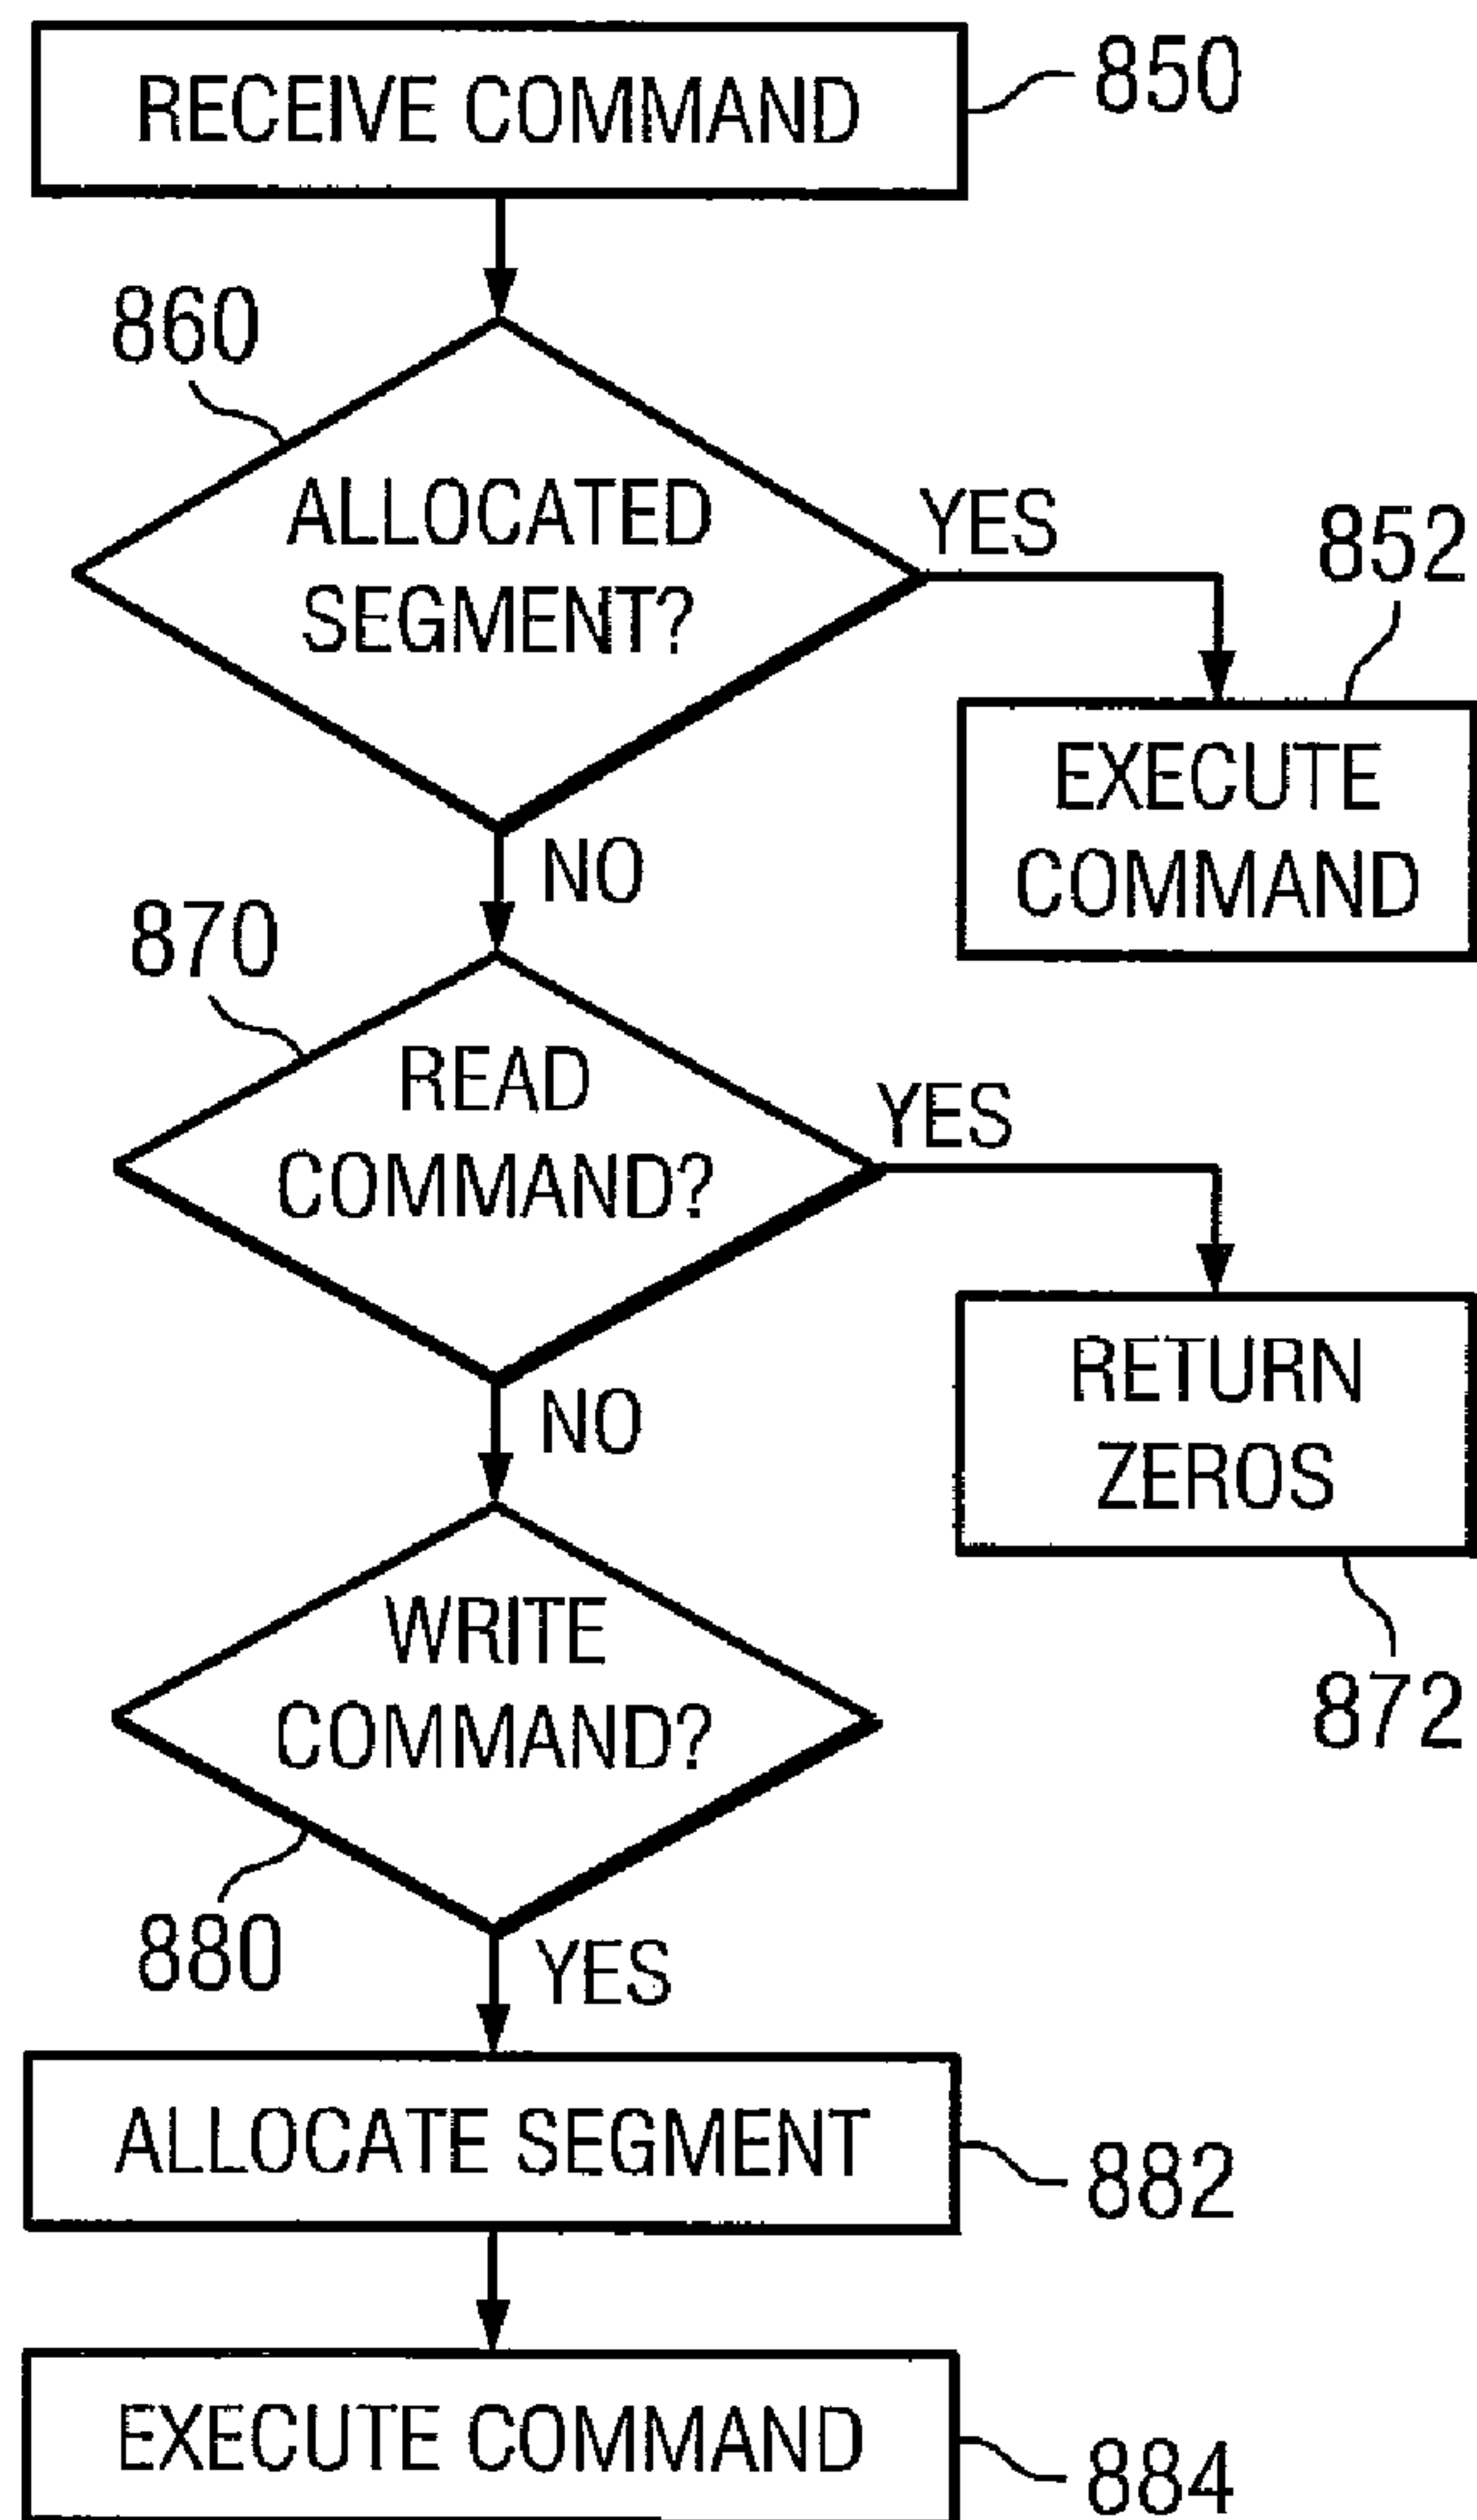 RECEIVE COMMAND
850
860
ALLOCATED
SEGMENT?
YES
852
EXECUTE
COMMAND
NO
870
READ
COMMAND?
YES
RETURN
ZEROS
872
NO
WRITE
COMMAND?
880
YES
ALLOCATE SEGMENT
882
EXECUTE COMMAND
884